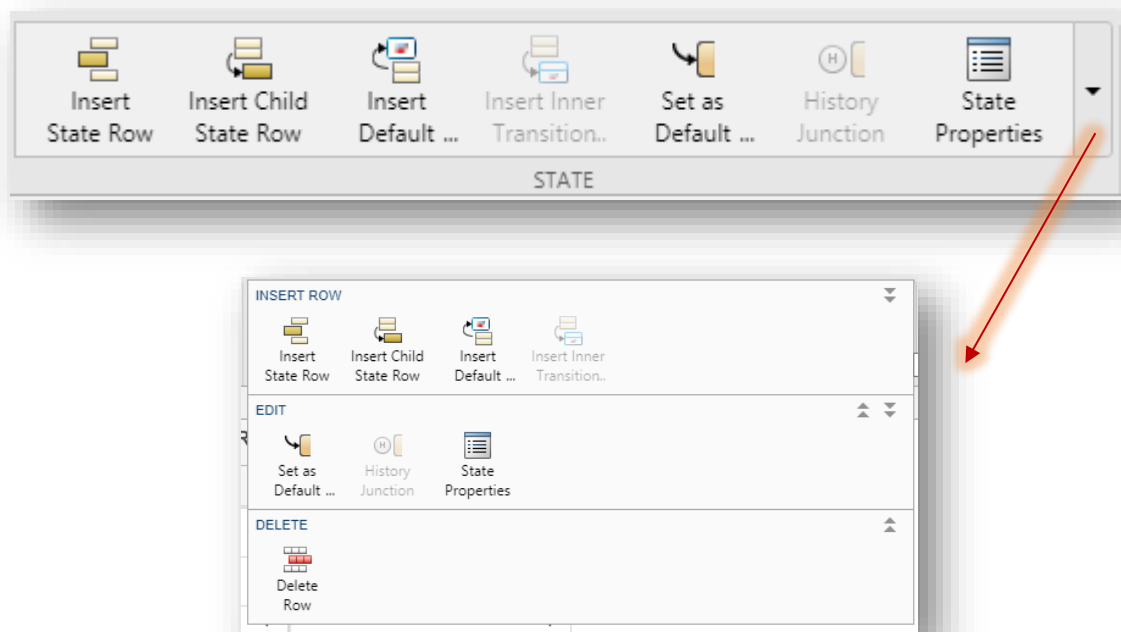 Insert Insert Child Insert Insert Inner Set as History State
State Row State Row Default ... Transition.. Default ... Junction Properties
STATE
INSERT ROW
Insert Insert Child Insert Insert Inner
State Row State Row Default ... Transition..
EDIT
R
Set as History State
Default ... Junction Properties
DELETE
Delete
Row